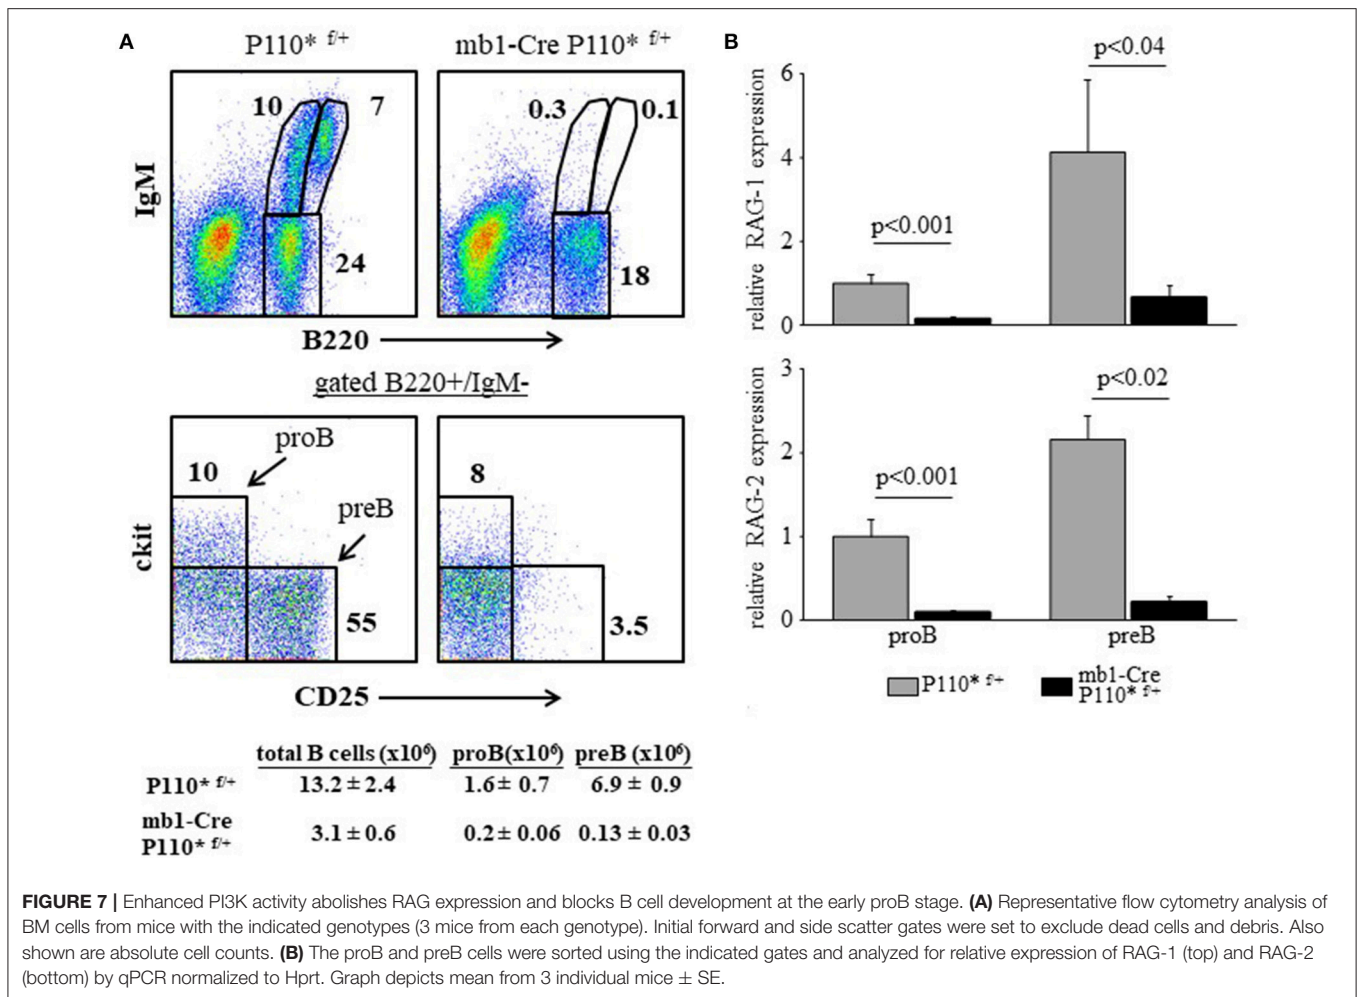 A
P110* f/+
mb1-Cre P110* f/+
10
7
0.3
0.1
IgM
24
18
B220
gated B220+/IgM-
proB
10
preB
8
ckit
55
3.5
CD25
total B cells (x10⁶) proB(x10⁶) preB (x10⁶)
P110* f/+ 13.2 ± 2.4 1.6 ± 0.7 6.9 ± 0.9
mb1-Cre
P110* f/+ 3.1 ± 0.6 0.2 ± 0.06 0.13 ± 0.03
B
relative RAG-1 expression
6
4
2
0
p<0.001
p<0.04
relative RAG-2 expression
3
2
1
0
p<0.001
p<0.02
proB preB
P110* f/+
mb1-Cre
P110* f/+
FIGURE 7 | Enhanced PI3K activity abolishes RAG expression and blocks B cell development at the early proB stage. (A) Representative flow cytometry analysis of
BM cells from mice with the indicated genotypes (3 mice from each genotype). Initial forward and side scatter gates were set to exclude dead cells and debris. Also
shown are absolute cell counts. (B) The proB and preB cells were sorted using the indicated gates and analyzed for relative expression of RAG-1 (top) and RAG-2
(bottom) by qPCR normalized to Hprt. Graph depicts mean from 3 individual mice ± SE.